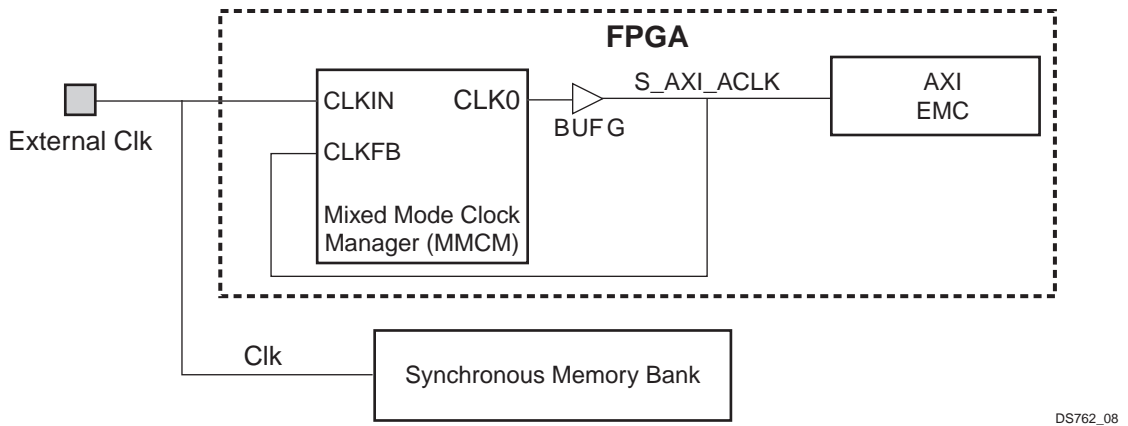 FPGA
S_AXI_ACLK
AXI
EMC
CLKIN
CLK0
BUFG
External Clk
CLKFB
Mixed Mode Clock
Manager (MMCM)
Clk
Synchronous Memory Bank
DS762_08